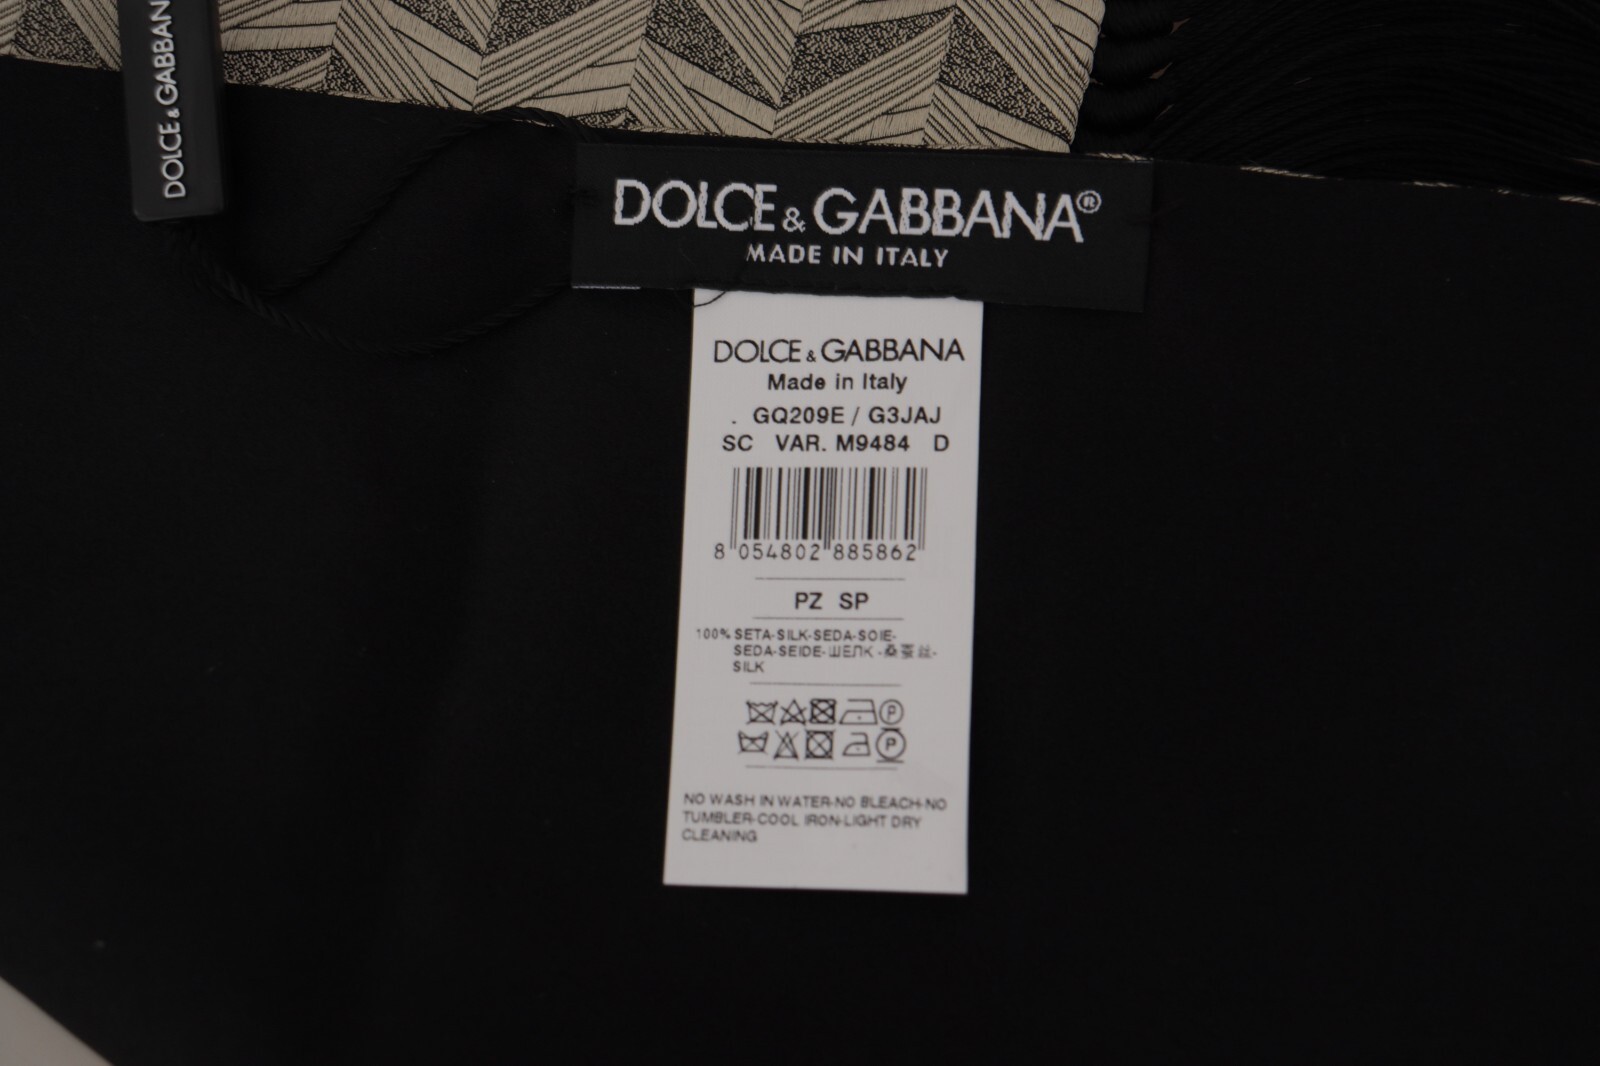 DOLCE & GABBAN
DOLCE & GABBANA®
MADE IN ITALY
DOLCE & GABBANA
Made in Italy
. GQ209E / G3JAJ
SC VAR. M9484 D
8 054802 885862
PZ SP
100% SETA-SILK-SEDA-SOIE-
SEDA-SEIDE-ШЕЛК-桑蚕丝-
SILK
P
P
NO WASH IN WATER-NO BLEACH-NO
TUMBLER-COOL IRON-LIGHT DRY
CLEANING